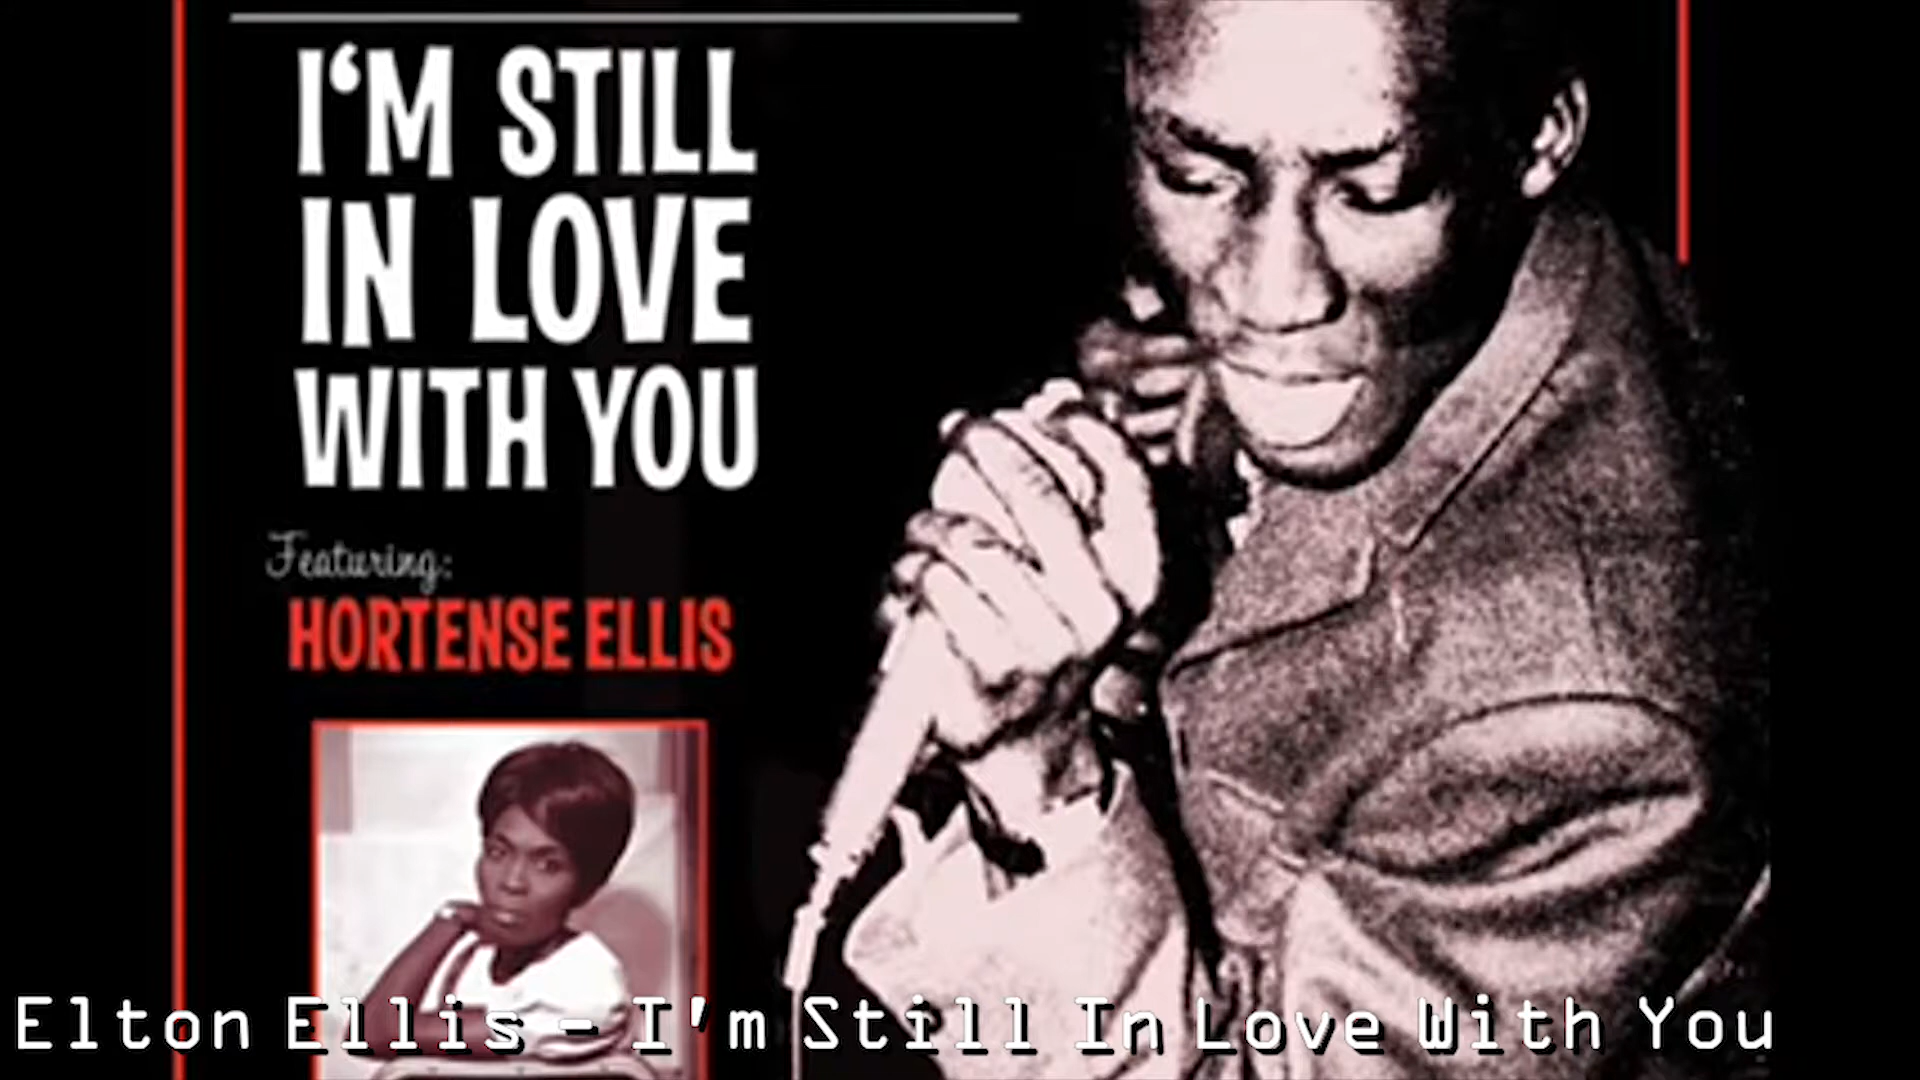 I‘M STILL
IN LOVE
WITH YOU
Featuring:
HORTENSE ELLIS
Elton Ellis - I'm Still In Love With You